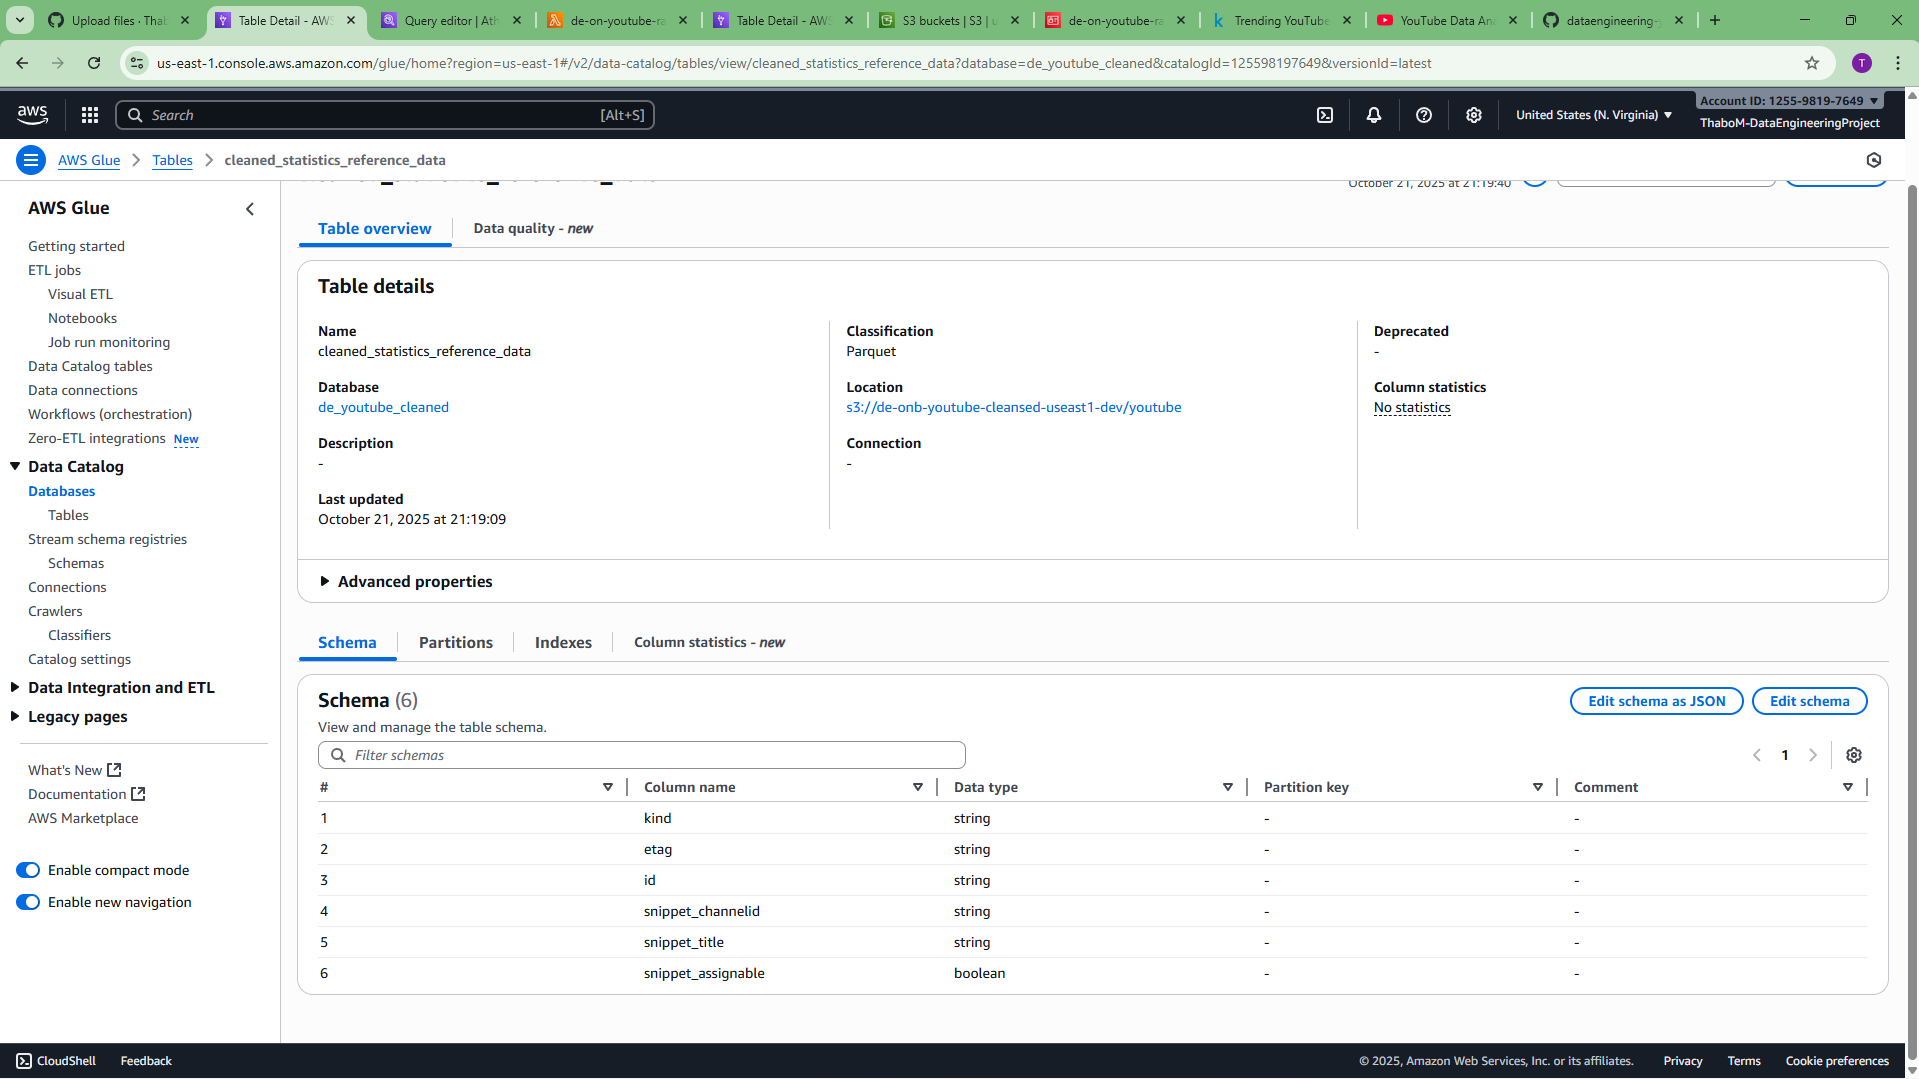 Upload files · Thab
Table Detail - AWS
Query editor | Ath
de-on-youtube-ra
Table Detail - AWS
S3 buckets | S3 | u
de-on-youtube-ra
Trending YouTube
YouTube Data Ana
dataengineering-y
us-east-1.console.aws.amazon.com/glue/home?region=us-east-1#/v2/data-catalog/tables/view/cleaned_statistics_reference_data?database=de_youtube_cleaned&catalogId=125598197649&versionId=latest
T
aws
Search
[Alt+S]
United States (N. Virginia)
Account ID: 1255-9819-7649
ThaboM-DataEngineeringProject
AWS Glue
Tables
cleaned_statistics_reference_data
October 21, 2025 at 21:19:40
AWS Glue
Getting started
ETL jobs
Visual ETL
Notebooks
Job run monitoring
Data Catalog tables
Data connections
Workflows (orchestration)
Zero-ETL integrations New
Data Catalog
Databases
Tables
Stream schema registries
Schemas
Connections
Crawlers
Classifiers
Catalog settings
Data Integration and ETL
Legacy pages
What's New
Documentation
AWS Marketplace
Enable compact mode
Enable new navigation
Table overview
Data quality - new
Table details
Name
cleaned_statistics_reference_data
Database
de_youtube_cleaned
Description
-
Last updated
October 21, 2025 at 21:19:09
Classification
Parquet
Location
s3://de-onb-youtube-cleansed-useast1-dev/youtube
Connection
-
Deprecated
-
Column statistics
No statistics
Advanced properties
Schema
Partitions
Indexes
Column statistics - new
Schema (6)
Edit schema as JSON
Edit schema
View and manage the table schema.
Filter schemas
1
# Column name Data type Partition key Comment
1 kind string - -
2 etag string - -
3 id string - -
4 snippet_channelid string - -
5 snippet_title string - -
6 snippet_assignable boolean - -
CloudShell
Feedback
© 2025, Amazon Web Services, Inc. or its affiliates.
Privacy
Terms
Cookie preferences